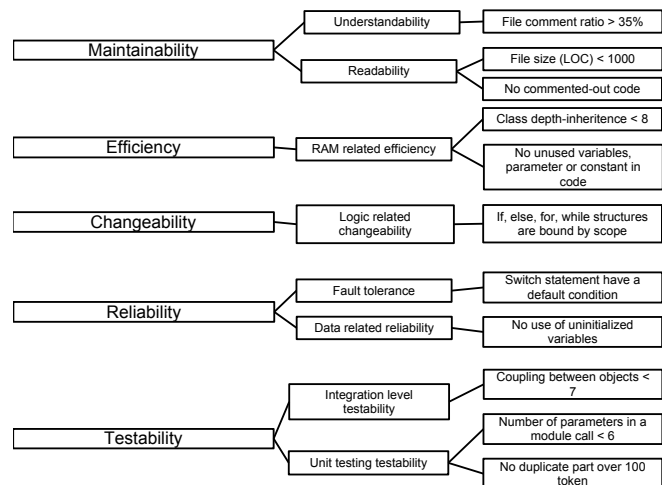 Understandability
File comment ratio > 35%
Maintainability
Readability
File size (LOC) < 1000
No commented-out code
Class depth-inheritence < 8
Efficiency
RAM related efficiency
No unused variables,
parameter or constant in
code
Changeability
Logic related
changeability
If, else, for, while structures
are bound by scope
Fault tolerance
Switch statement have a
default condition
Reliability
Data related reliability
No use of uninitialized
variables
Integration level
testability
Coupling between objects <
7
Testability
Number of parameters in a
module call < 6
Unit testing testability
No duplicate part over 100
token